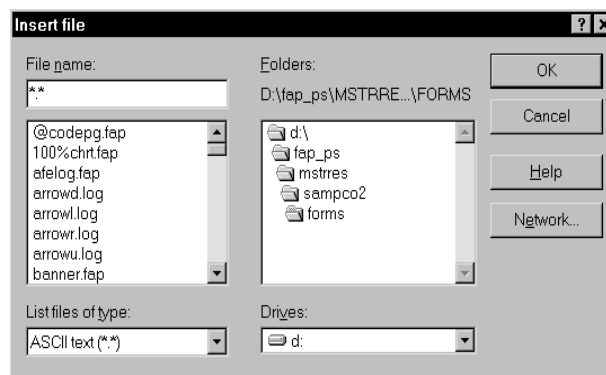 Insert file
File name:
*.*
@codepg.fap
100%chrt.fap
afelog.fap
arrowd.log
arrowl.log
arrowr.log
arrowu.log
banner.fap
List files of type:
ASCII text (*.*)
Folders:
D:\fap_ps\MSTRRE...\FORMS
d:\
fap_ps
mstrres
sampco2
forms
Drives:
d:
OK
Cancel
Help
Network...